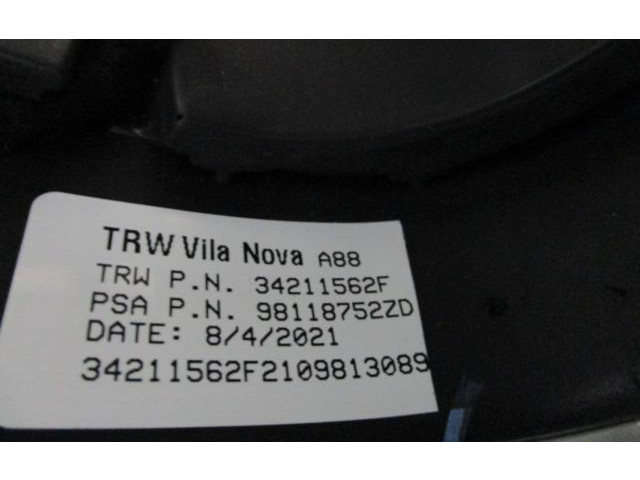 TRW Vila Nova A88
TRW P.N. 34211562F
PSA P.N. 98118752ZD
DATE: 8/4/2021
34211562F2109813089